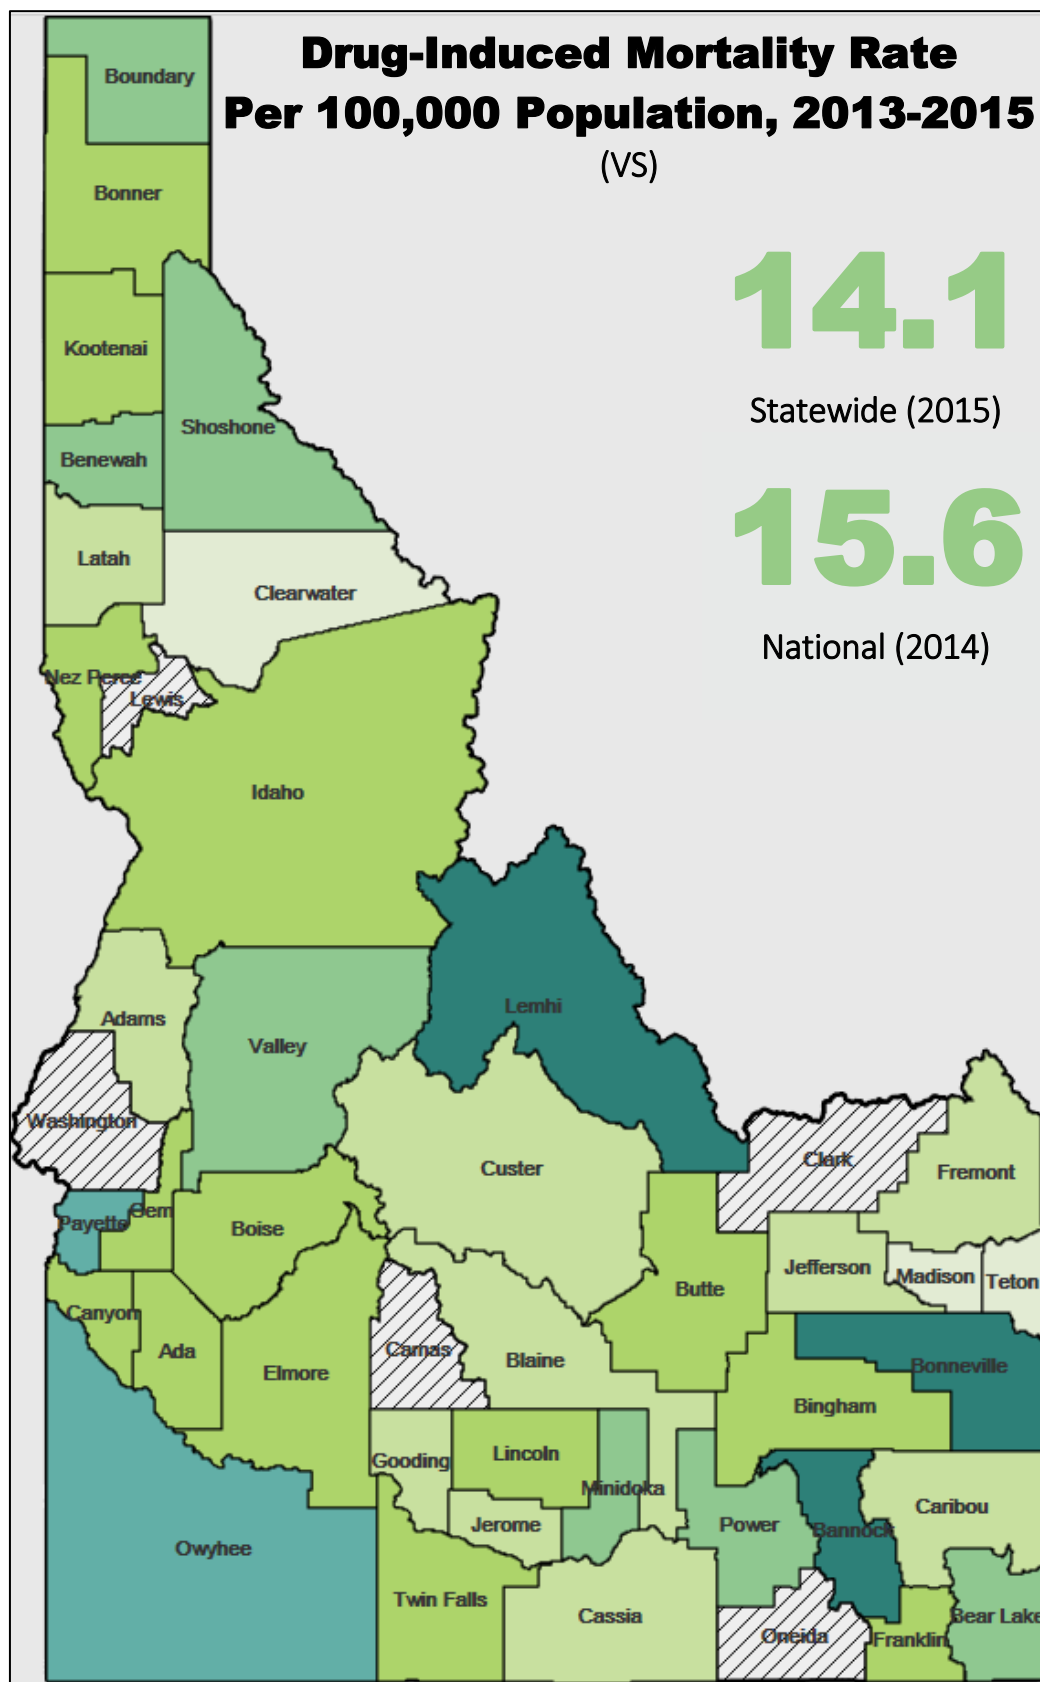 Drug-Induced Mortality Rate
Per 100,000 Population, 2013-2015
(VS)
14.1
Statewide (2015)
15.6
National (2014)
Boundary
Bonner
Kootenai
Shoshone
Benewah
Latah
Clearwater
Nez Perce
Lewis
Idaho
Lemhi
Adams
Valley
Washington
Clark
Custer
Fremont
Payette
Gem
Boise
Jefferson
Madison
Teton
Butte
Canyon
Ada
Camas
Blaine
Bonneville
Elmore
Bingham
Gooding
Lincoln
Minidoka
Caribou
Jerome
Power
Bannock
Owyhee
Twin Falls
Cassia
Bear Lake
Oneida
Franklin